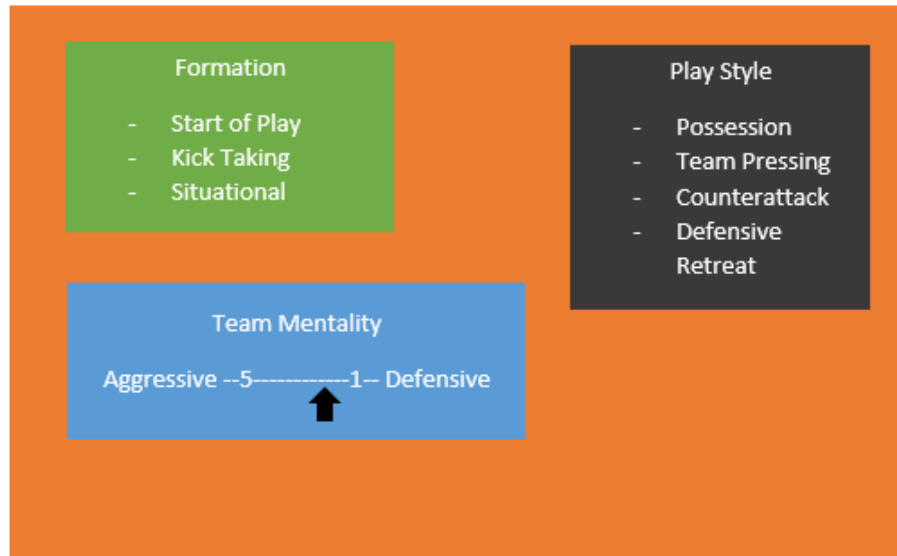 Formation
- Start of Play
- Kick Taking
- Situational
Play Style
- Possession
- Team Pressing
- Counterattack
- Defensive
Retreat
Team Mentality
Aggressive --5------------1-- Defensive